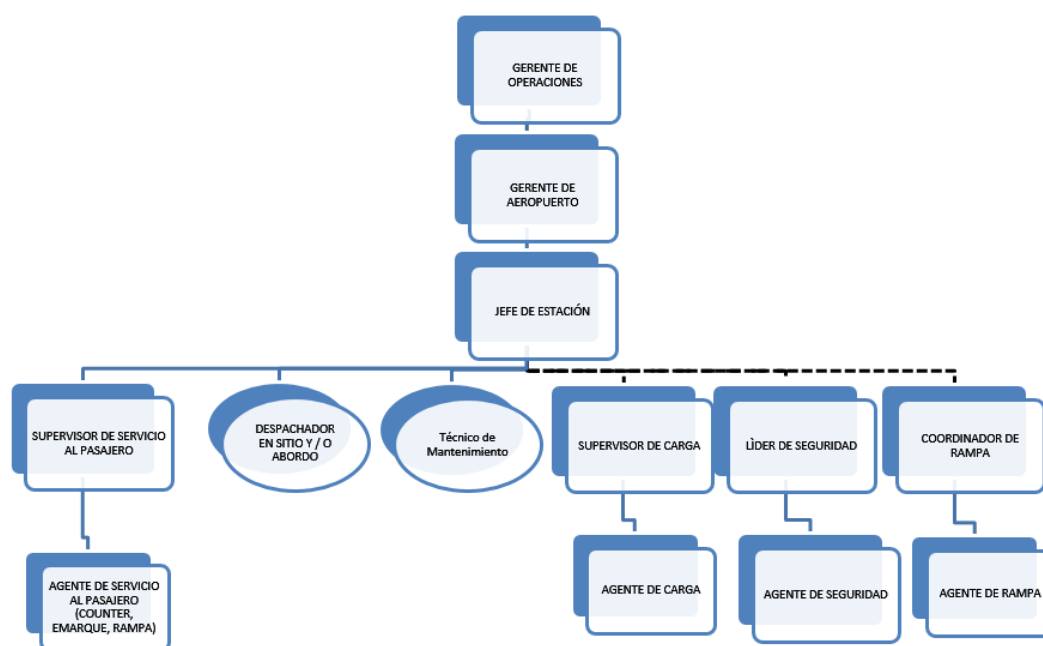 GERENTE DE
OPERACIONES
GERENTE DE
AEROPUERTO
JEFE DE ESTACIÓN
SUPERVISOR DE SERVICIO
AL PASAJERO
DESPACHADOR
EN SITIO Y / O
ABORDO
Técnico de
Mantenimiento
SUPERVISOR DE CARGA
LÌDER DE SEGURIDAD
COORDINADOR DE
RAMPA
AGENTE DE SERVICIO
AL PASAJERO
(COUNTER,
EMARQUE, RAMPA)
AGENTE DE CARGA
AGENTE DE SEGURIDAD
AGENTE DE RAMPA